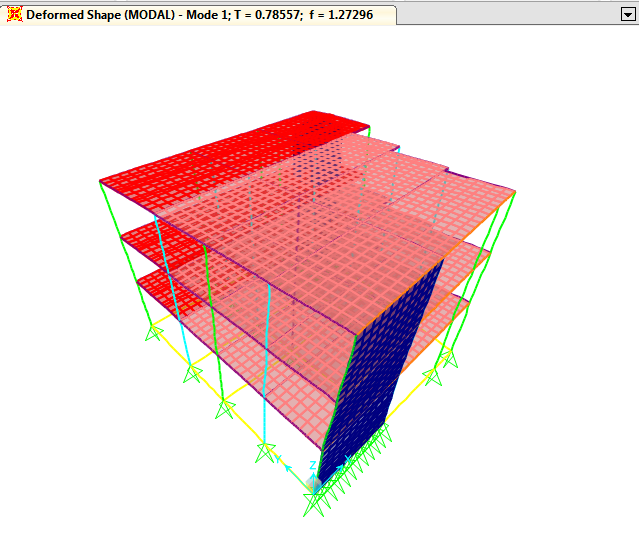 Deformed Shape (MODAL) - Mode 1; T = 0.78557;  f = 1.27296
Y
Z